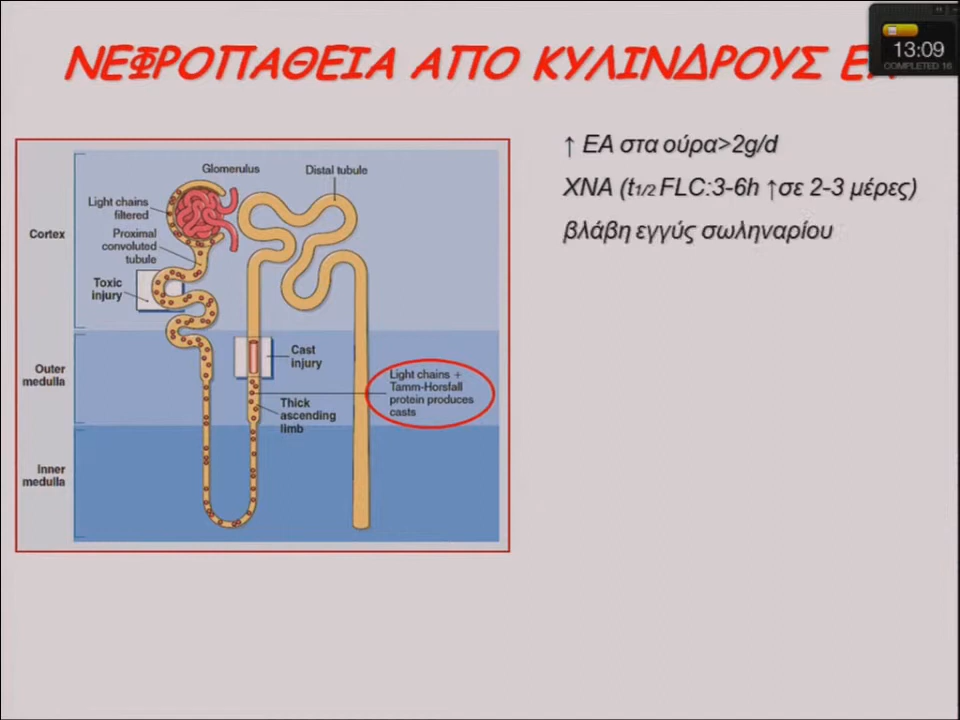 ΝΕΦΡΟΠΑΘΕΙΑ ΑΠΟ ΚΥΛΙΝΔΡΟΥΣ
13:09
COMPLETED 16
↑ ΕΑ στα ούρα>2g/d
ΧΝΑ (t1/2 FLC:3-6h ↑σε 2-3 μέρες)
βλάβη εγγύς σωληναρίου
Glomerulus
Distal tubule
Light chains
filtered
Cortex
Proximal
convoluted
tubule
Toxic
injury
Outer
medulla
Cast
injury
Light chains +
Tamm-Horsfall
protein produces
casts
Thick
ascending
limb
Inner
medulla